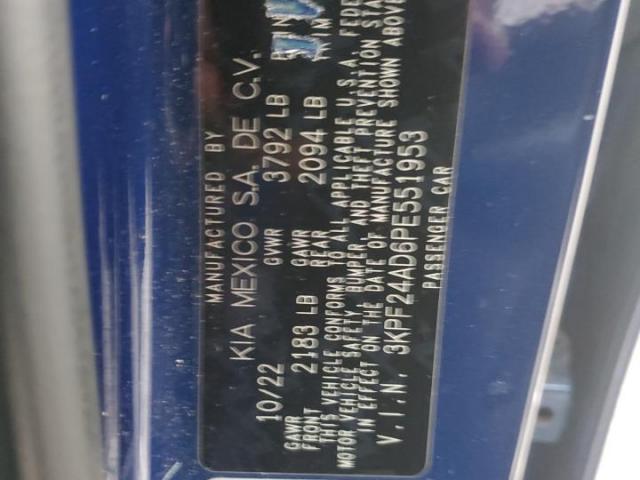 MANUFACTURED BY
KIA MEXICO S.A. DE C.V.
10/22 GVWR 3792 LB
GAWR FRONT 2183 LB GAWR REAR 2094 LB
THIS VEHICLE CONFORMS TO ALL APPLICABLE U.S.A. FEDE
MOTOR VEHICLE SAFETY, BUMPER, AND THEFT PREVENTION STA
IN EFFECT ON THE DATE OF MANUFACTURE SHOWN ABOVE
V.I.N. 3KPF24AD6PE551953
PASSENGER CAR